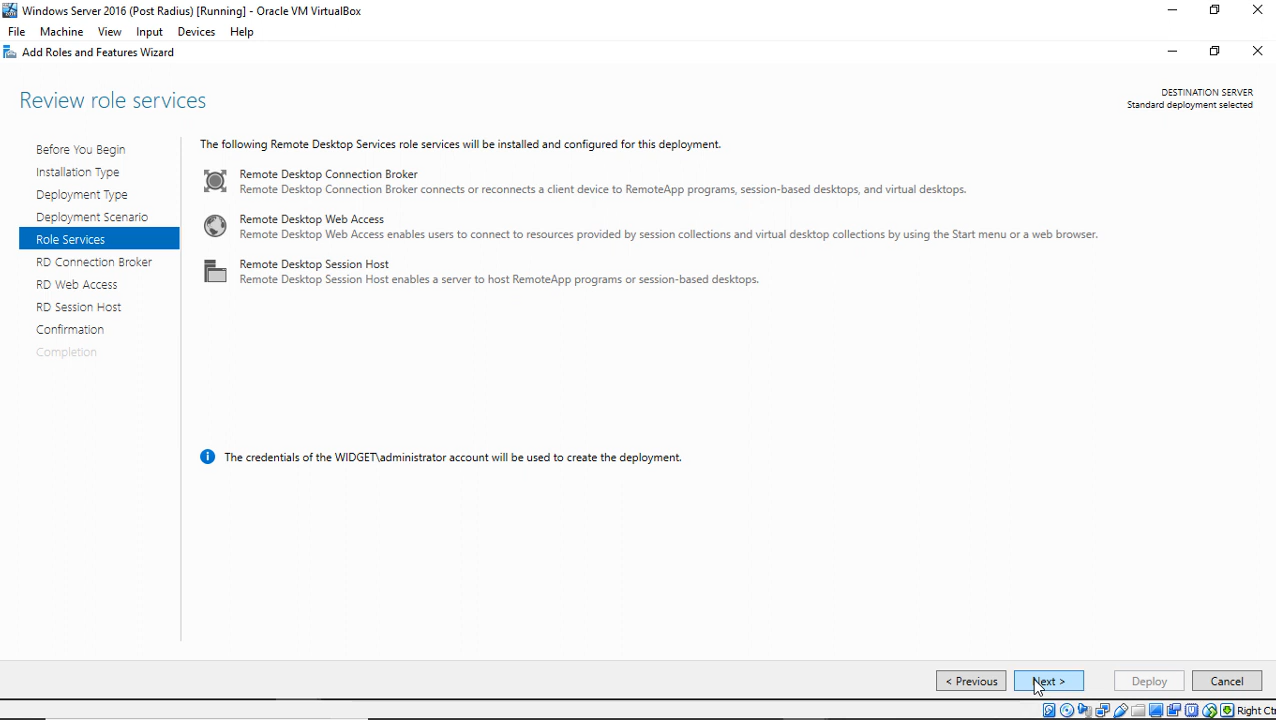 Windows Server 2016 (Post Radius) [Running] - Oracle VM VirtualBox
File Machine View Input Devices Help
Add Roles and Features Wizard
Review role services
DESTINATION SERVER
Standard deployment selected
Before You Begin
Installation Type
Deployment Type
Deployment Scenario
Role Services
RD Connection Broker
RD Web Access
RD Session Host
Confirmation
Completion
The following Remote Desktop Services role services will be installed and configured for this deployment.
Remote Desktop Connection Broker
Remote Desktop Connection Broker connects or reconnects a client device to RemoteApp programs, session-based desktops, and virtual desktops.
Remote Desktop Web Access
Remote Desktop Web Access enables users to connect to resources provided by session collections and virtual desktop collections by using the Start menu or a web browser.
Remote Desktop Session Host
Remote Desktop Session Host enables a server to host RemoteApp programs or session-based desktops.
The credentials of the WIDGET\administrator account will be used to create the deployment.
< Previous Next > Deploy Cancel
Right Ctr